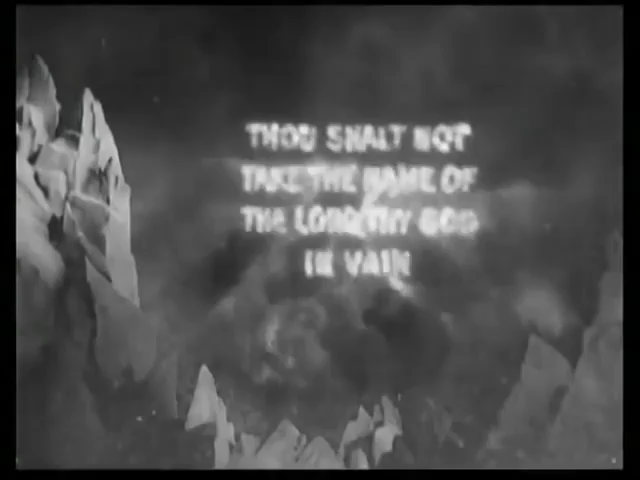 THOU SHALT NOT
TAKE THE NAME OF
THE LORD THY GOD
IN VAIN